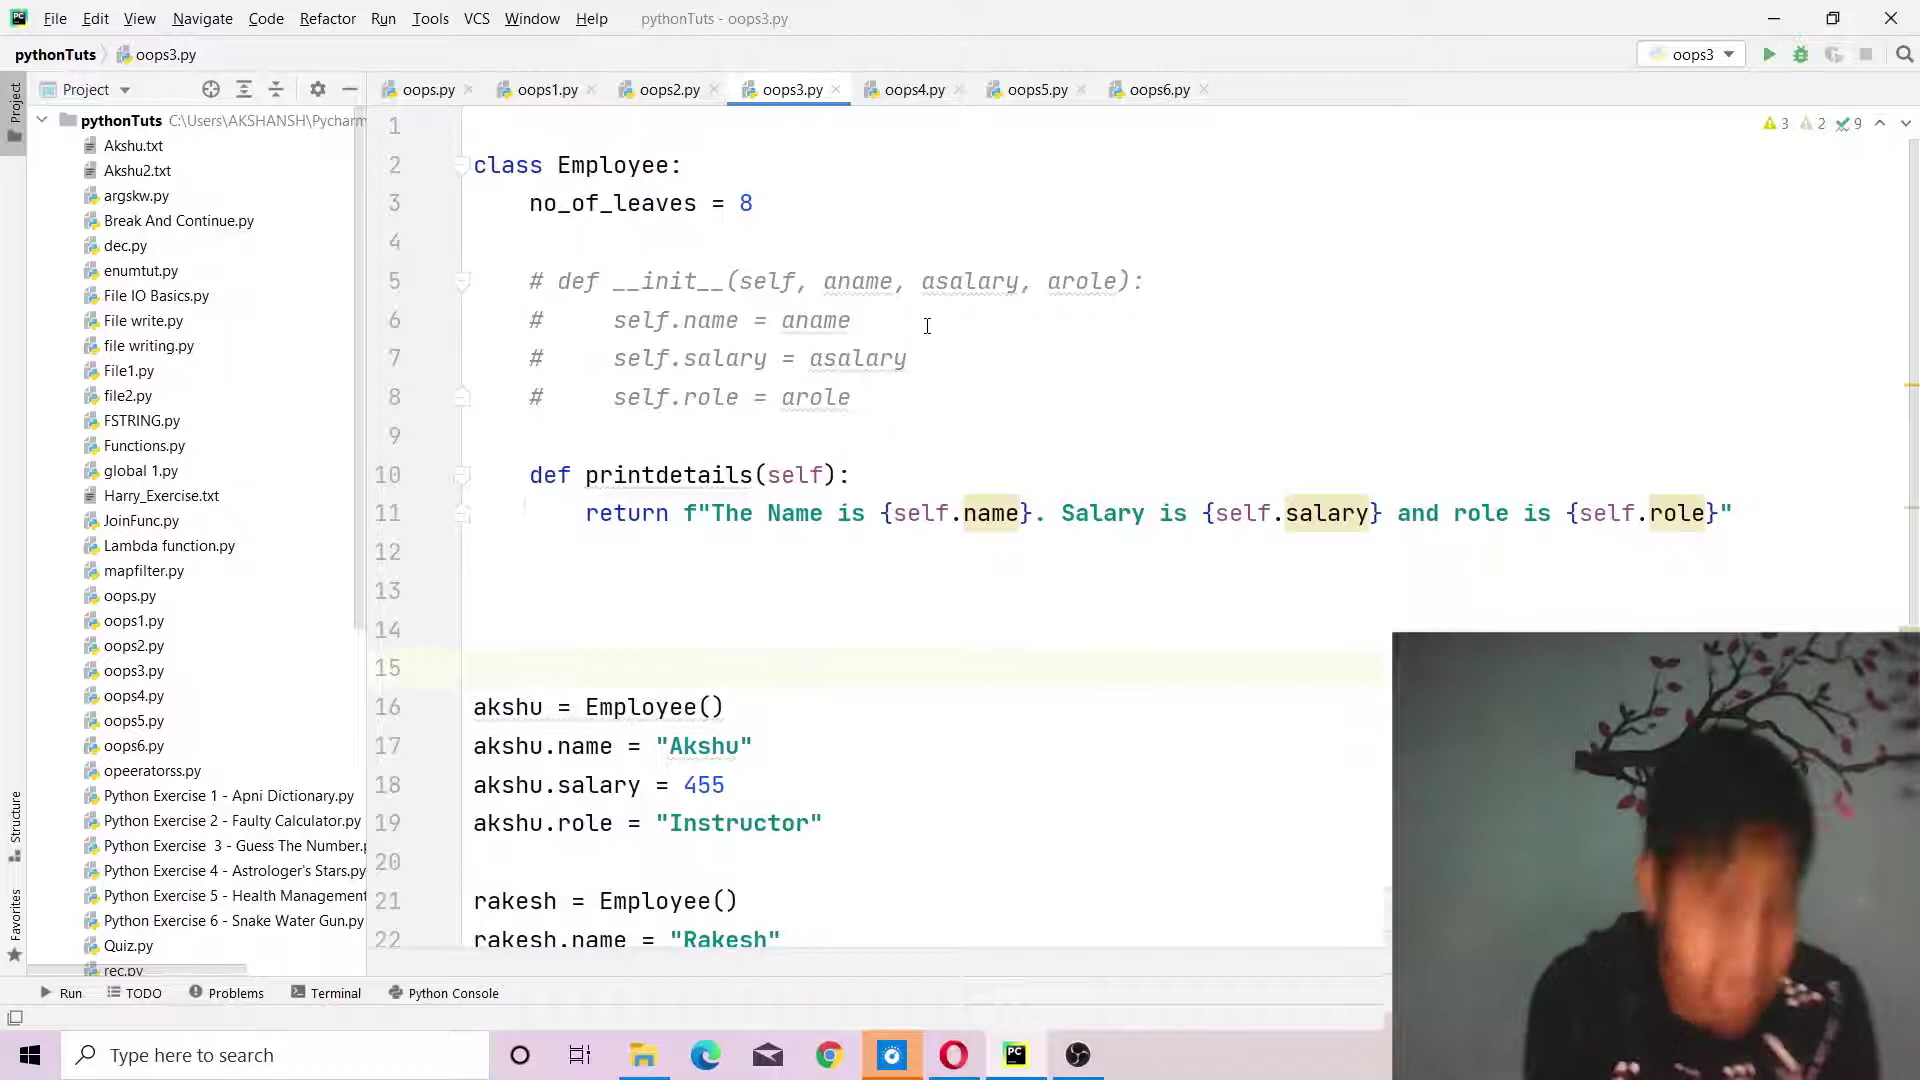 File Edit View Navigate Code Refactor Run Tools VCS Window Help pythonTuts - oops3.py
pythonTuts oops3.py oops3
Project
oops.py oops1.py oops2.py oops3.py oops4.py oops5.py oops6.py
Project
pythonTuts C:\Users\AKSHANSH\Pycharm
Akshu.txt
Akshu2.txt
argskw.py
Break And Continue.py
dec.py
enumtut.py
File IO Basics.py
File write.py
file writing.py
File1.py
file2.py
FSTRING.py
Functions.py
global 1.py
Harry_Exercise.txt
JoinFunc.py
Lambda function.py
mapfilter.py
oops.py
oops1.py
oops2.py
oops3.py
oops4.py
oops5.py
oops6.py
opeeratorss.py
Python Exercise 1 - Apni Dictionary.py
Python Exercise 2 - Faulty Calculator.py
Python Exercise 3 - Guess The Number.p
Python Exercise 4 - Astrologer's Stars.py
Python Exercise 5 - Health Management
Python Exercise 6 - Snake Water Gun.py
Quiz.py
rec.py
Structure
Favorites
3 2 9
1
2 class Employee:
3 no_of_leaves = 8
4
5 # def __init__(self, aname, asalary, arole):
6 # self.name = aname
7 # self.salary = asalary
8 # self.role = arole
9
10 def printdetails(self):
11 return f"The Name is {self.name}. Salary is {self.salary} and role is {self.role}"
12
13
14
15
16 akshu = Employee()
17 akshu.name = "Akshu"
18 akshu.salary = 455
19 akshu.role = "Instructor"
20
21 rakesh = Employee()
22 rakesh.name = "Rakesh"
Run TODO Problems Terminal Python Console
Type here to search
PC